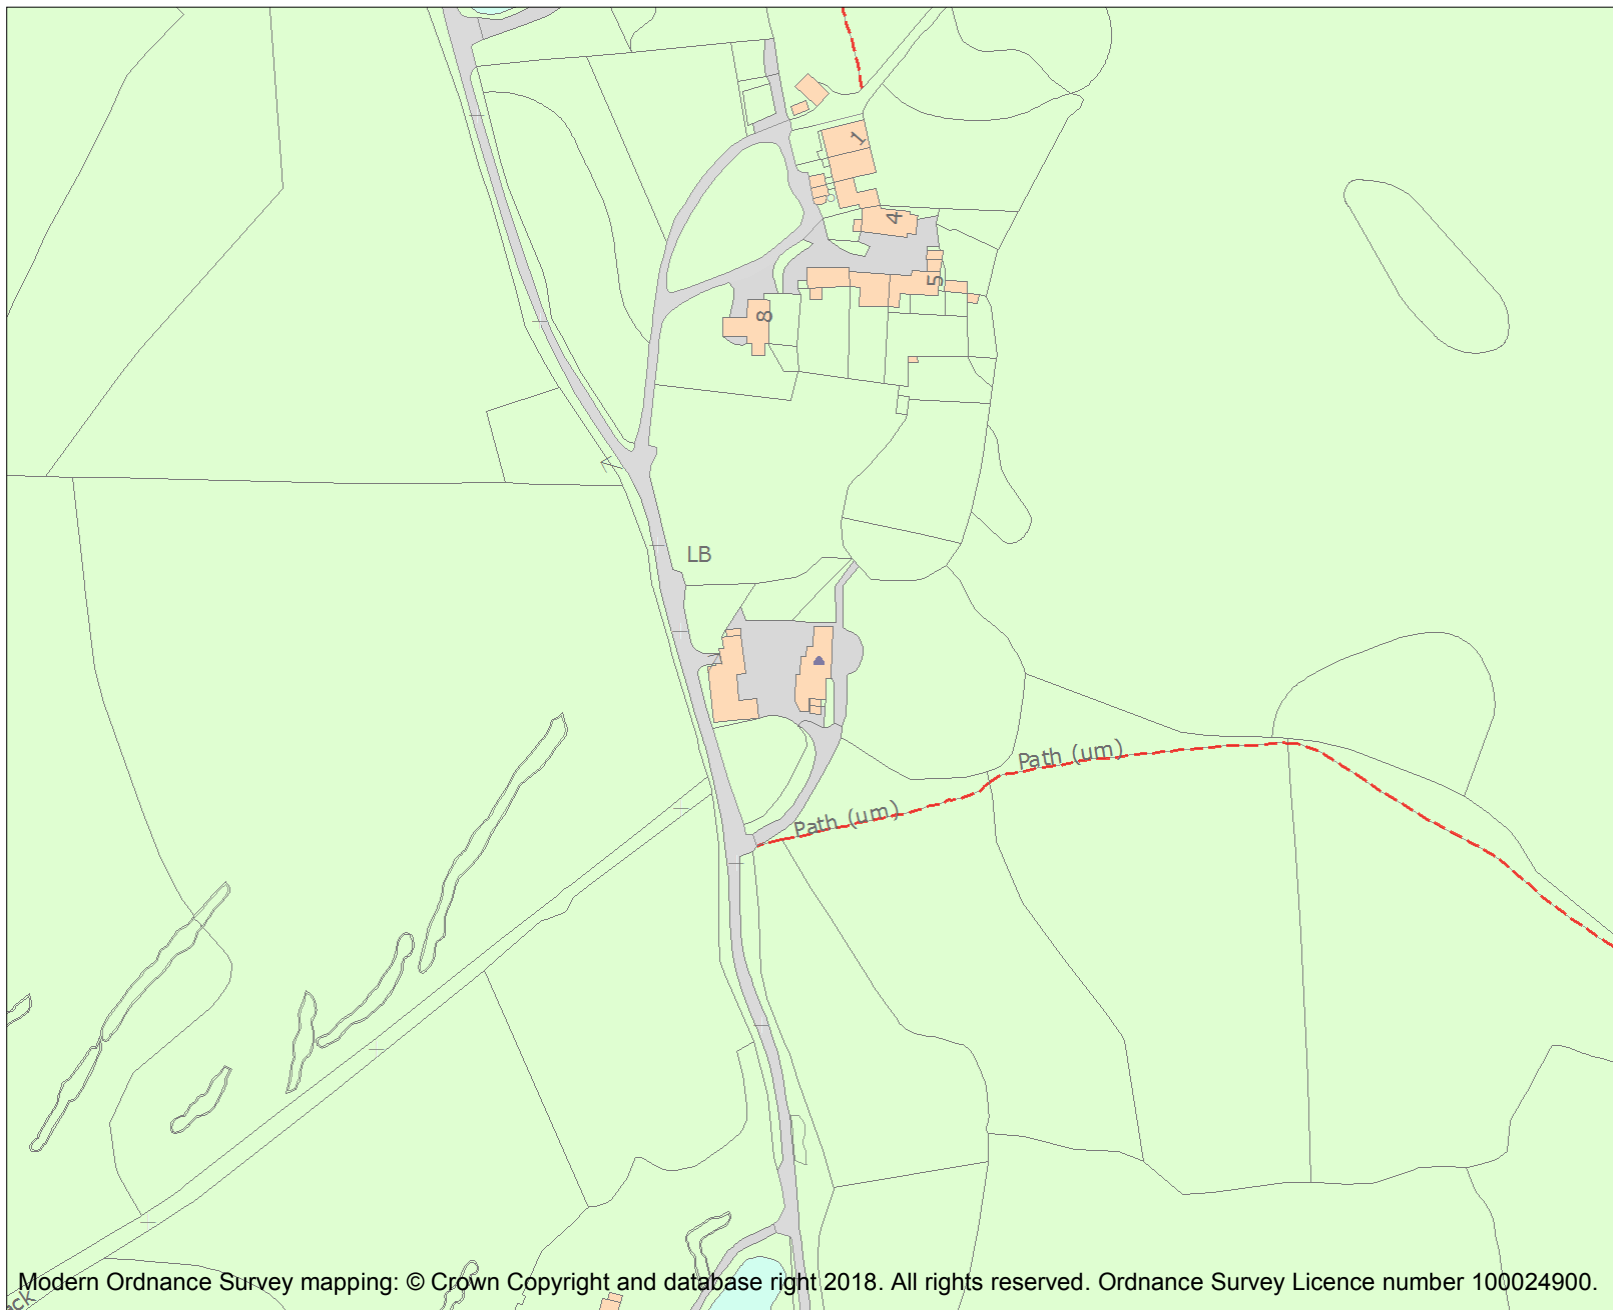 1
4
5
8
LB
Path (um)
Path (um)
ck
Modern Ordnance Survey mapping: © Crown Copyright and database right 2018. All rights reserved. Ordnance Survey Licence number 100024900.